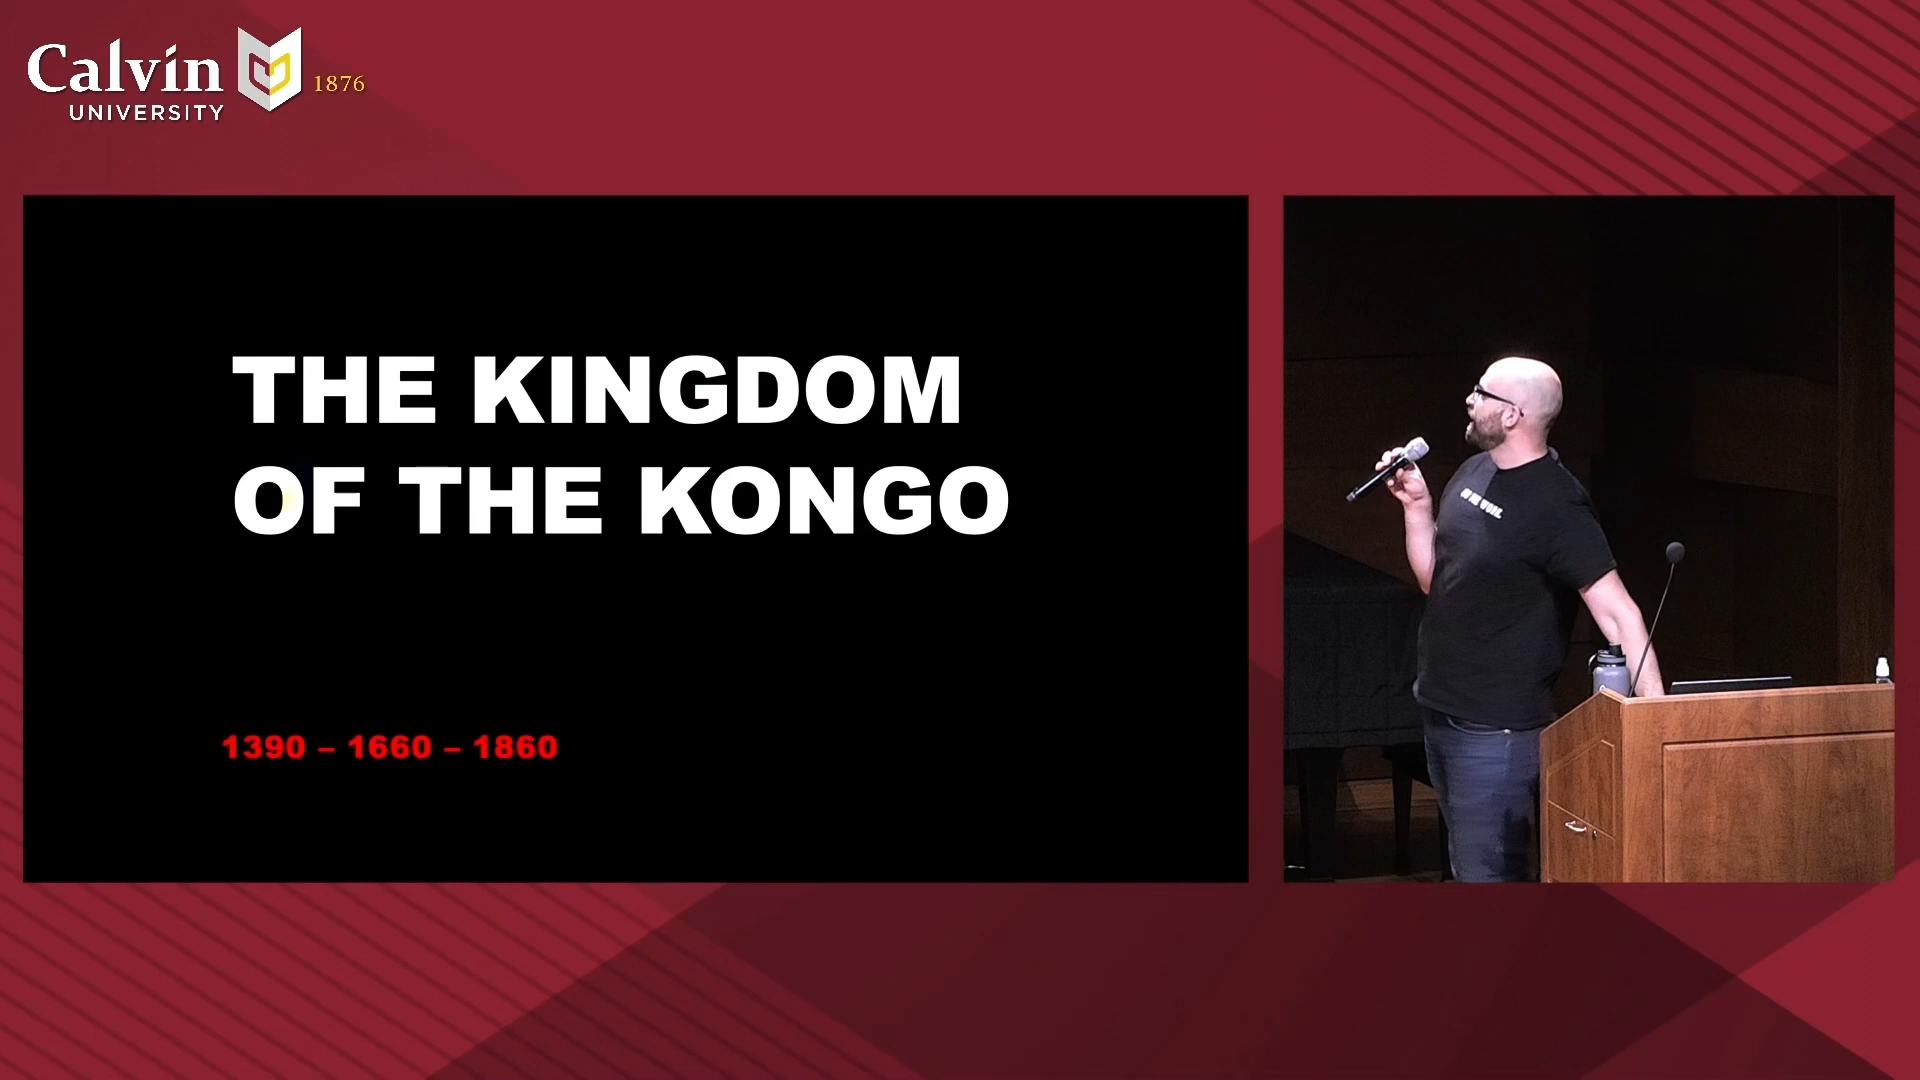 Calvin
UNIVERSITY
1876
THE KINGDOM
OF THE KONGO
1390 – 1660 – 1860